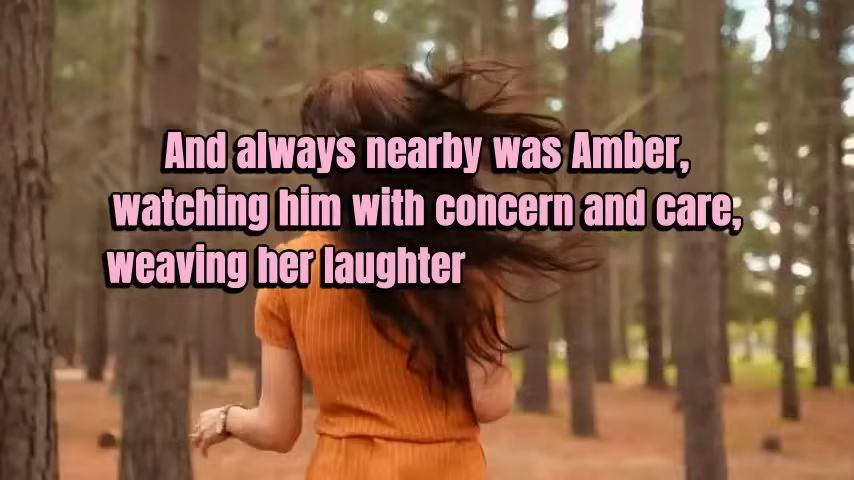 And always nearby was Amber,
watching him with concern and care,
weaving her laughter